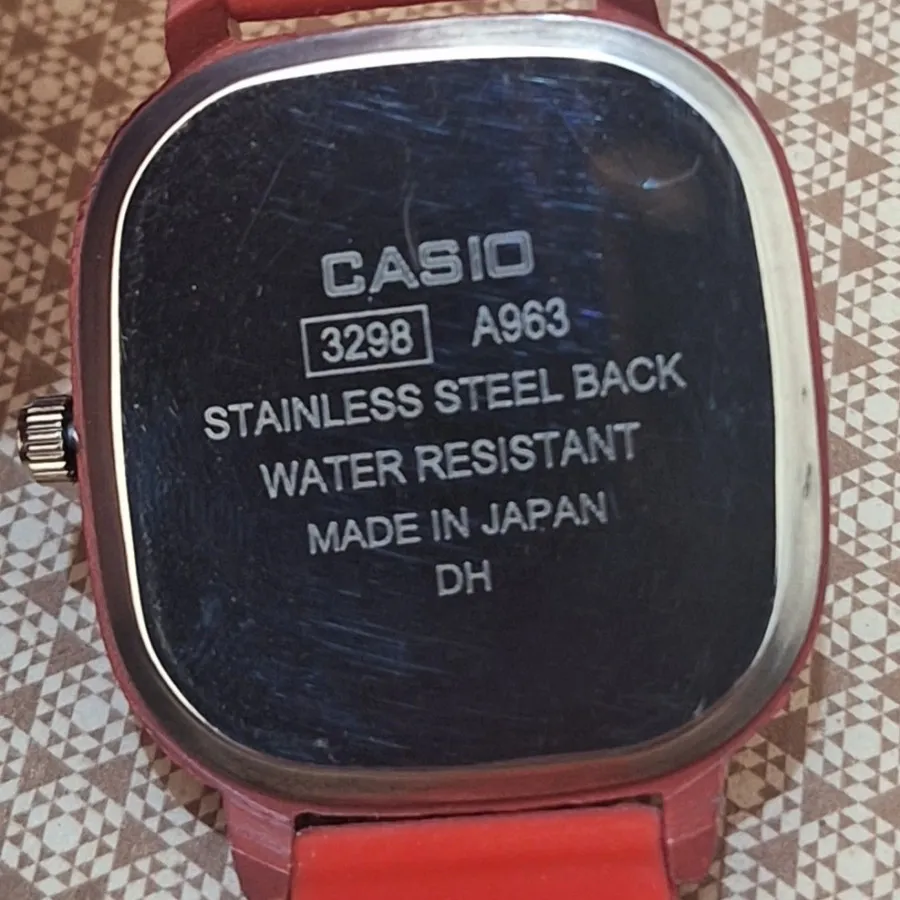 CASIO
3298 A963
STAINLESS STEEL BACK
WATER RESISTANT
MADE IN JAPAN
DH